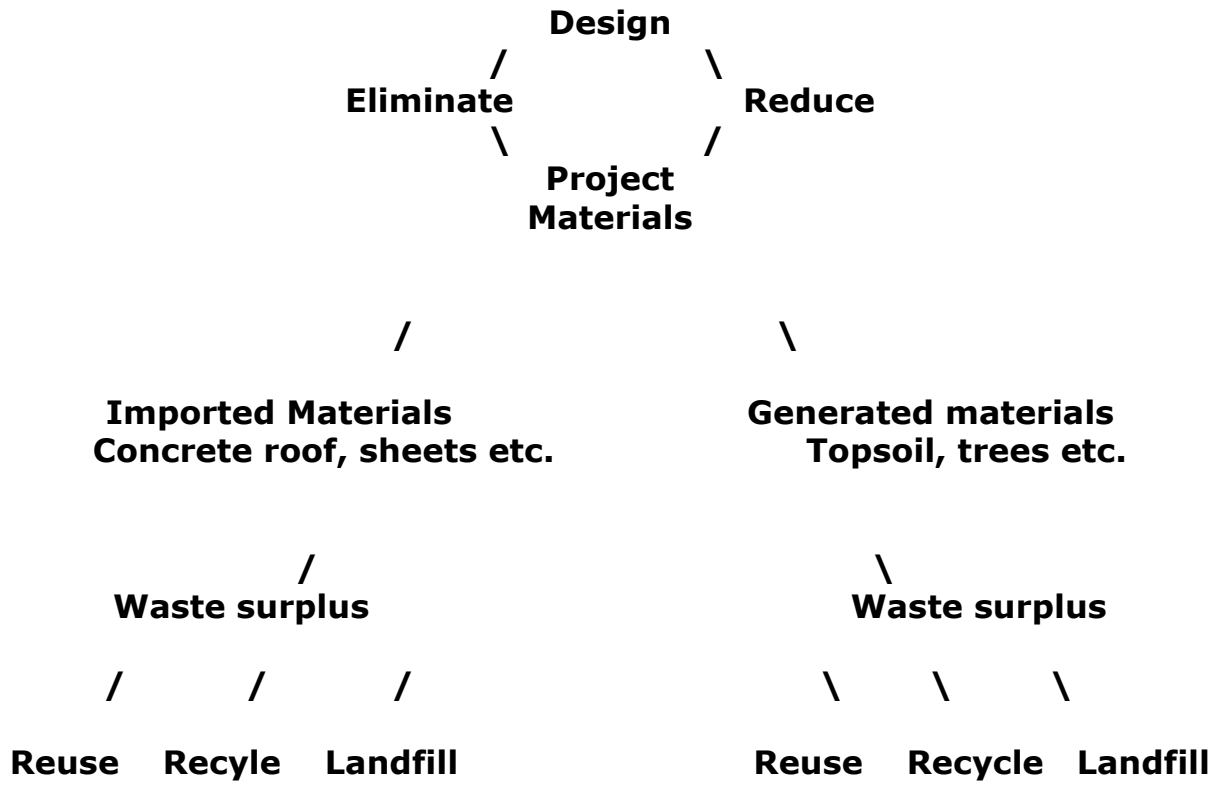 Design
/ \
Eliminate Reduce
\ /
Project
Materials
/ \
Imported Materials Generated materials
Concrete roof, sheets etc. Topsoil, trees etc.
/ \
Waste surplus Waste surplus
/ / / \ \ \
Reuse Recyle Landfill Reuse Recycle Landfill